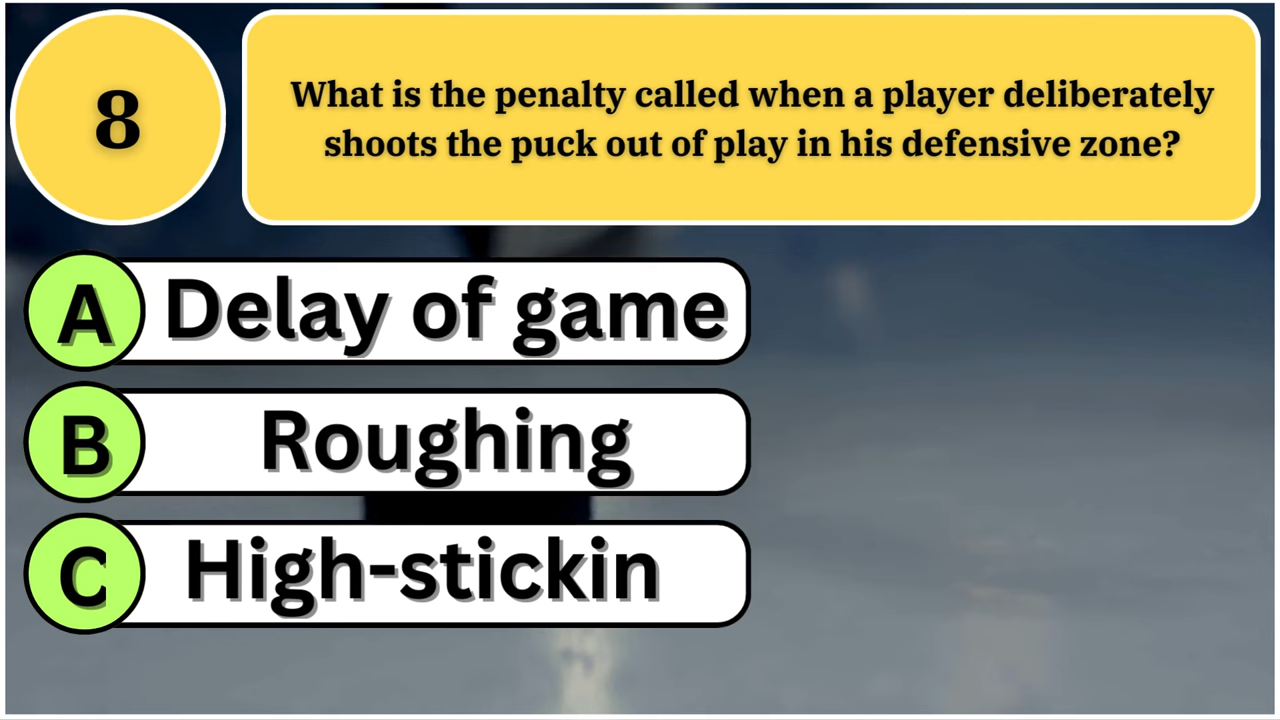 8
What is the penalty called when a player deliberately
shoots the puck out of play in his defensive zone?
A Delay of game
B Roughing
C High-stickin